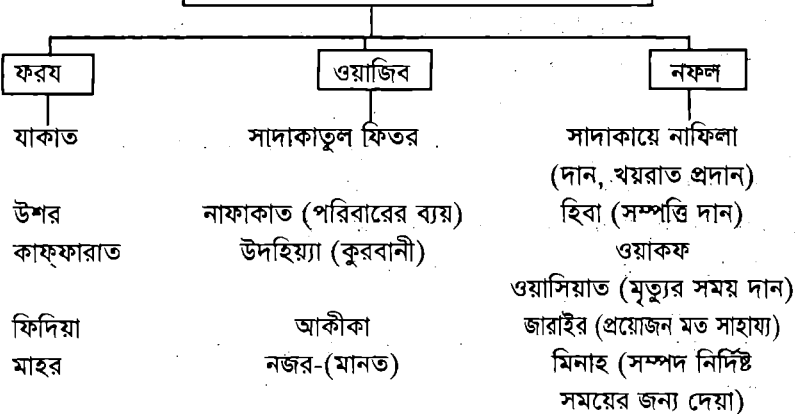 ফরয ওয়াজিব নফল
যাকাত সাদাকাতুল ফিতর সাদাকায়ে নাফিলা
(দান, খয়রাত প্রদান)
উশর নাফাকাত (পরিবারের ব্যয়) হিবা (সম্পত্তি দান)
কাফ্ফারাত উদহিয়্যা (কুরবানী) ওয়াকফ
ওয়াসিয়াত (মৃত্যুর সময় দান)
ফিদিয়া আকীকা জারাইর (প্রয়োজন মত সাহায্য)
মাহর নজর-(মানত) মিনাহ (সম্পদ নির্দিষ্ট
সময়ের জন্য দেয়া)